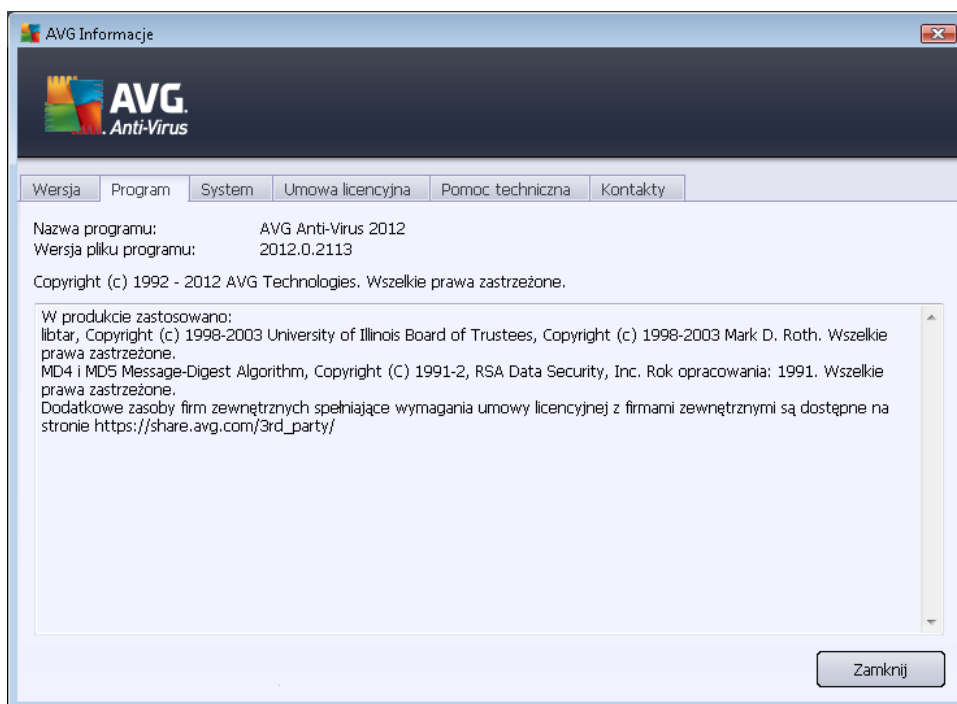 AVG Informacje
AVG.
Anti-Virus
Wersja Program System Umowa licencyjna Pomoc techniczna Kontakty
Nazwa programu: AVG Anti-Virus 2012
Wersja pliku programu: 2012.0.2113
Copyright (c) 1992 - 2012 AVG Technologies. Wszelkie prawa zastrzeżone.
W produkcie zastosowano:
libtar, Copyright (c) 1998-2003 University of Illinois Board of Trustees, Copyright (c) 1998-2003 Mark D. Roth. Wszelkie
prawa zastrzeżone.
MD4 i MD5 Message-Digest Algorithm, Copyright (C) 1991-2, RSA Data Security, Inc. Rok opracowania: 1991. Wszelkie
prawa zastrzeżone.
Dodatkowe zasoby firm zewnętrznych spełniające wymagania umowy licencyjnej z firmami zewnętrznymi są dostępne na
stronie https://share.avg.com/3rd_party/
Zamknij